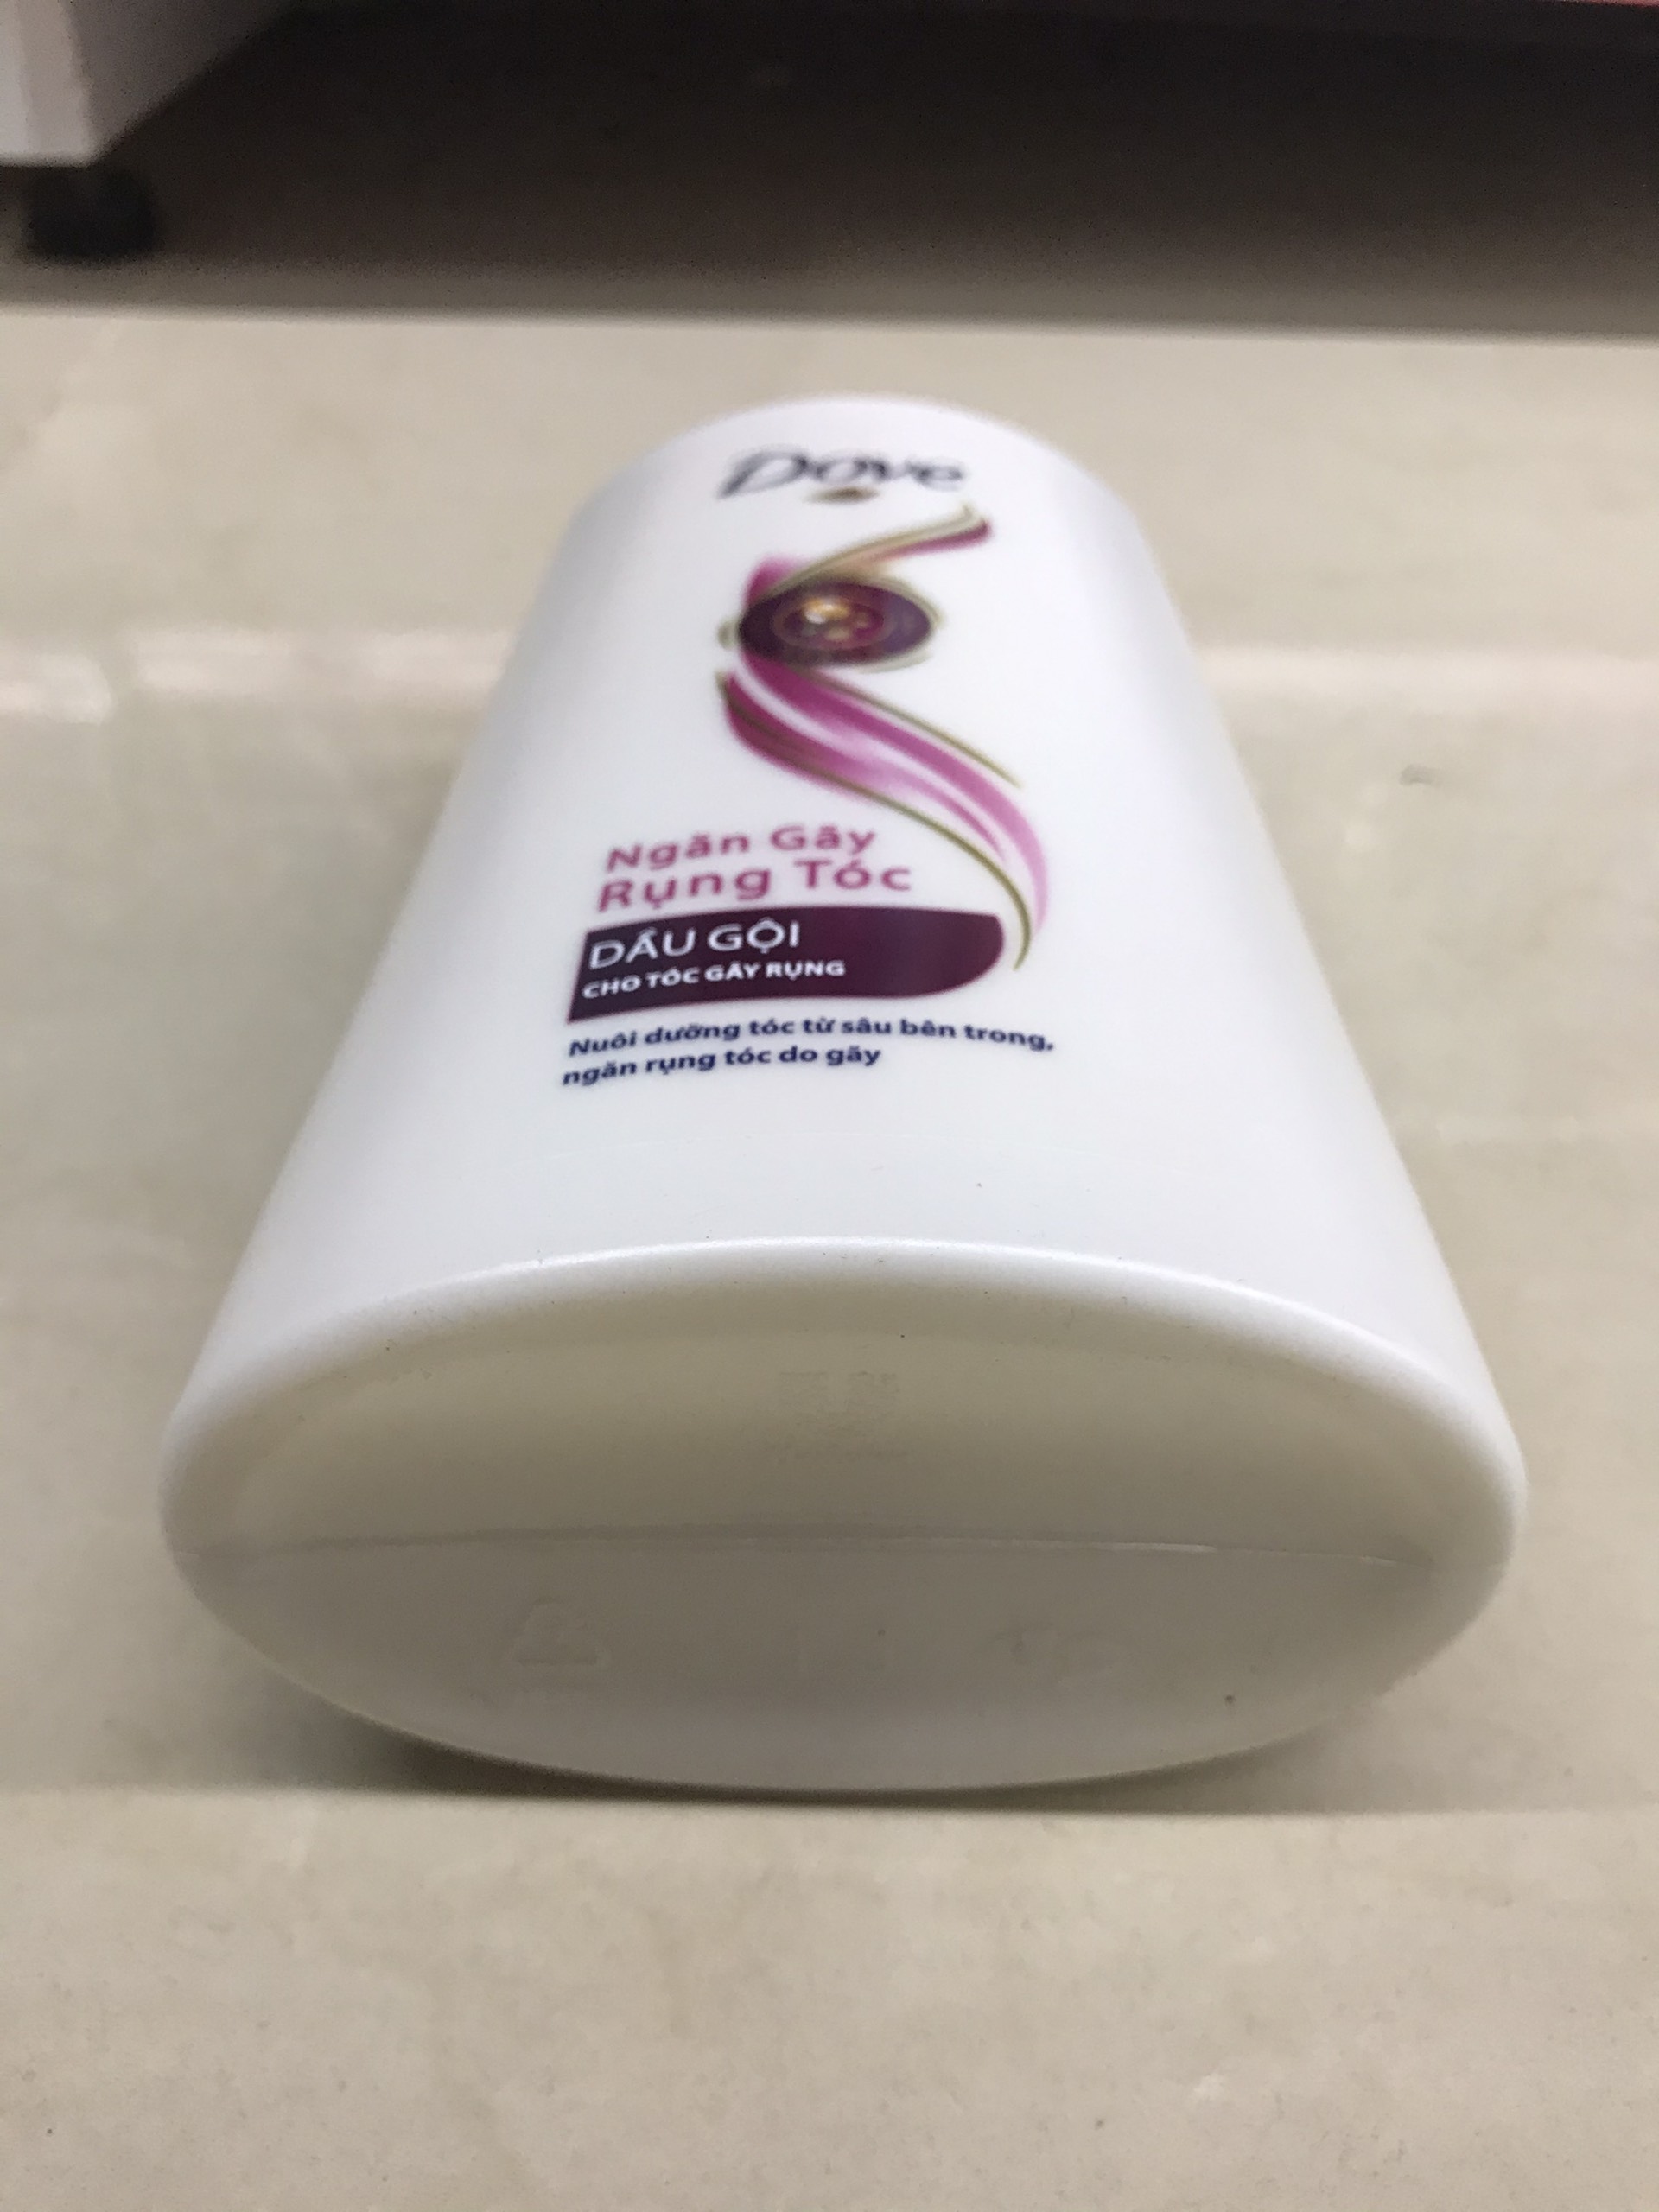 Dove
Ngăn Gãy
Rụng Tóc
DẦU GỘI
CHO TÓC GÃY RỤNG
Nuôi dưỡng tóc từ sâu bên trong,
ngăn rụng tóc do gãy